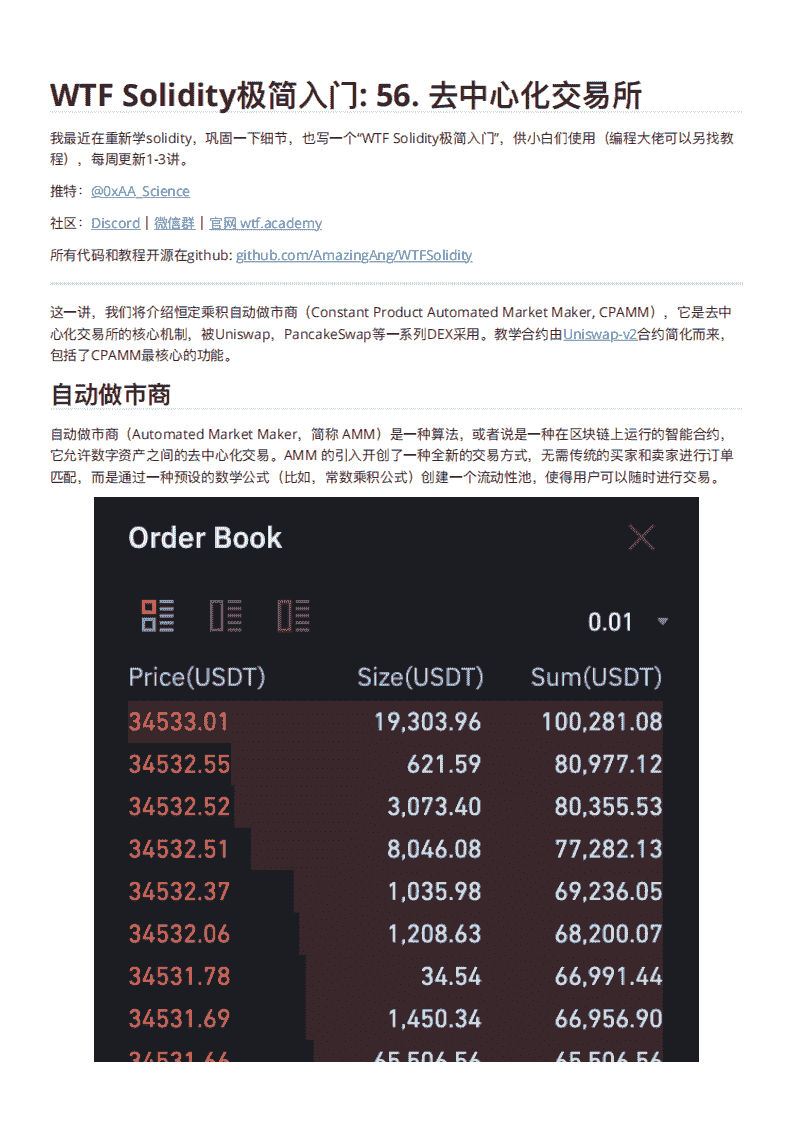 WTF Solidity极简入门: 56. 去中心化交易所
我最近在重新学solidity，巩固一下细节，也写一个“WTF Solidity极简入门”，供小白们使用（编程大佬可以另找教
程），每周更新1-3讲。
推特：@0xAA_Science
社区：Discord | 微信群 | 官网 wtf.academy
所有代码和教程开源在github: github.com/AmazingAng/WTFSolidity
这一讲，我们将介绍恒定乘积自动做市商（Constant Product Automated Market Maker, CPAMM），它是去中
心化交易所的核心机制，被Uniswap，PancakeSwap等一系列DEX采用。教学合约由Uniswap-v2合约简化而来，
包括了CPAMM最核心的功能。
自动做市商
自动做市商（Automated Market Maker，简称 AMM）是一种算法，或者说是一种在区块链上运行的智能合约，
它允许数字资产之间的去中心化交易。AMM 的引入开创了一种全新的交易方式，无需传统的买家和卖家进行订单
匹配，而是通过一种预设的数学公式（比如，常数乘积公式）创建一个流动性池，使得用户可以随时进行交易。
Order Book
0.01
Price(USDT) Size(USDT) Sum(USDT)
34533.01 19,303.96 100,281.08
34532.55 621.59 80,977.12
34532.52 3,073.40 80,355.53
34532.51 8,046.08 77,282.13
34532.37 1,035.98 69,236.05
34532.06 1,208.63 68,200.07
34531.78 34.54 66,991.44
34531.69 1,450.34 66,956.90
34531.66 65,506.56 65,506.56